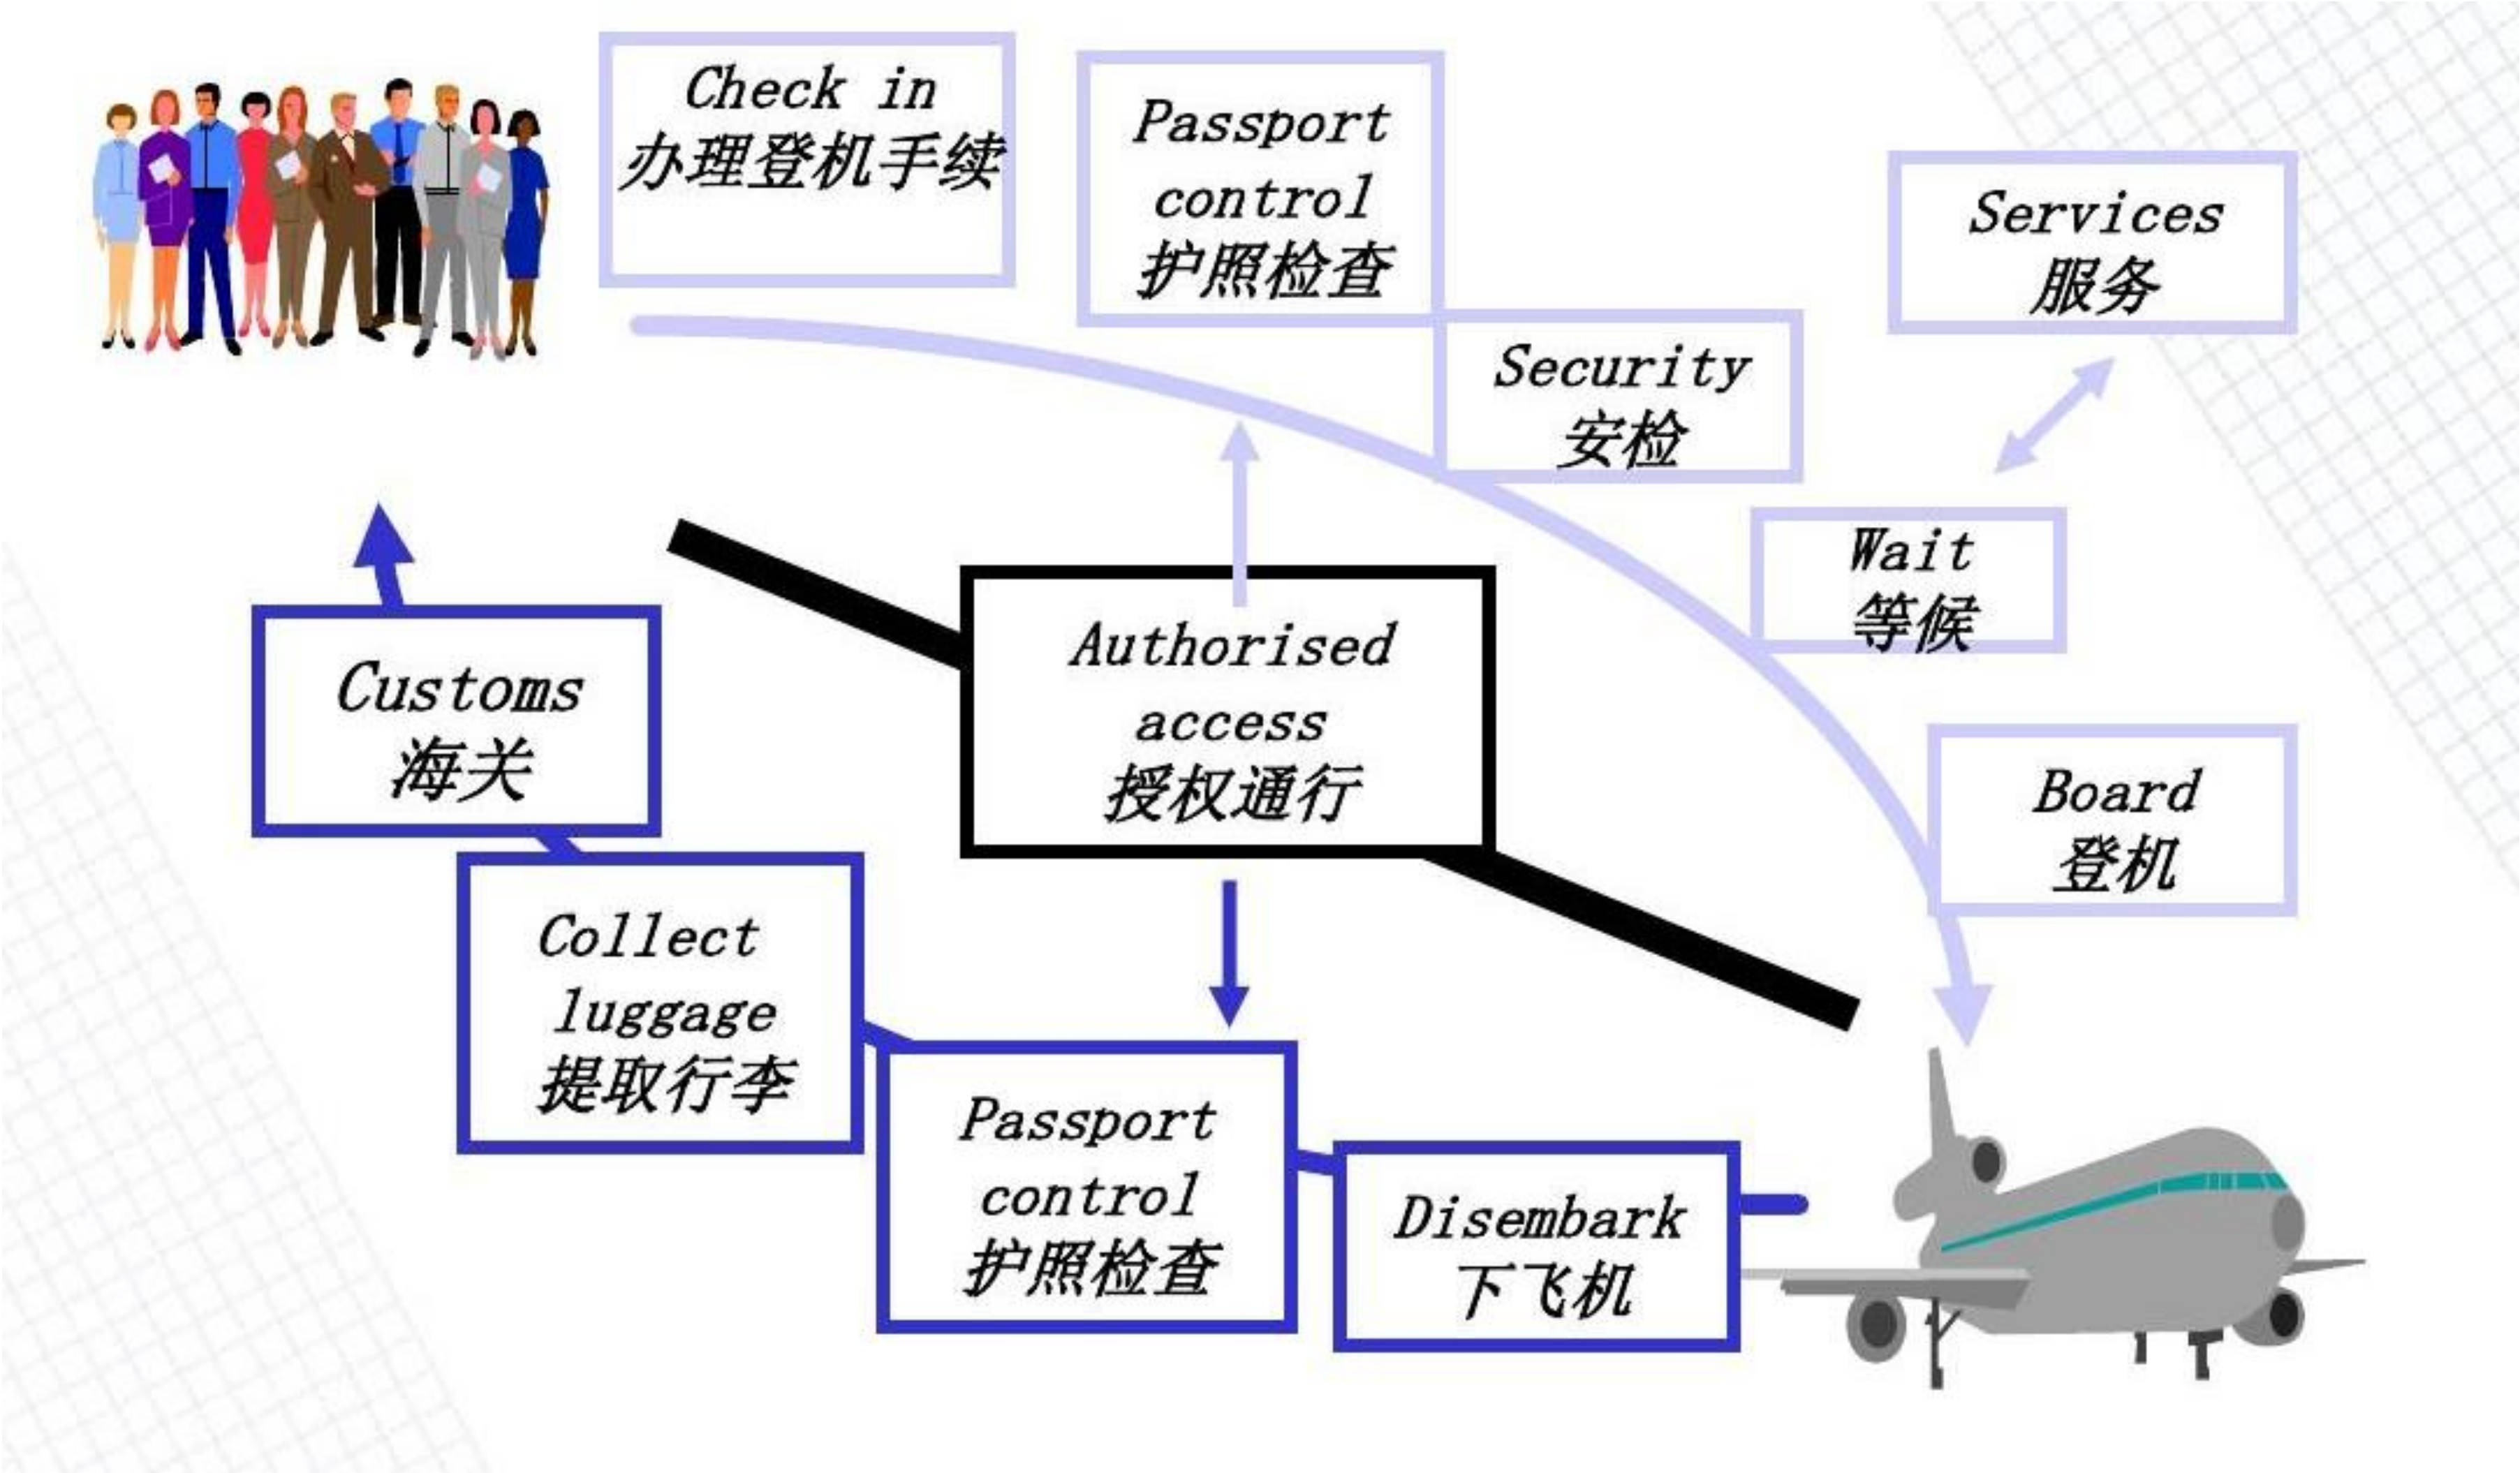 Check in
办理登机手续
Passport
control
护照检查
Security
安检
Services
服务
Wait
等候
Board
登机
Authorised
access
授权通行
Customs
海关
Collect
luggage
提取行李
Passport
control
护照检查
Disembark
下飞机